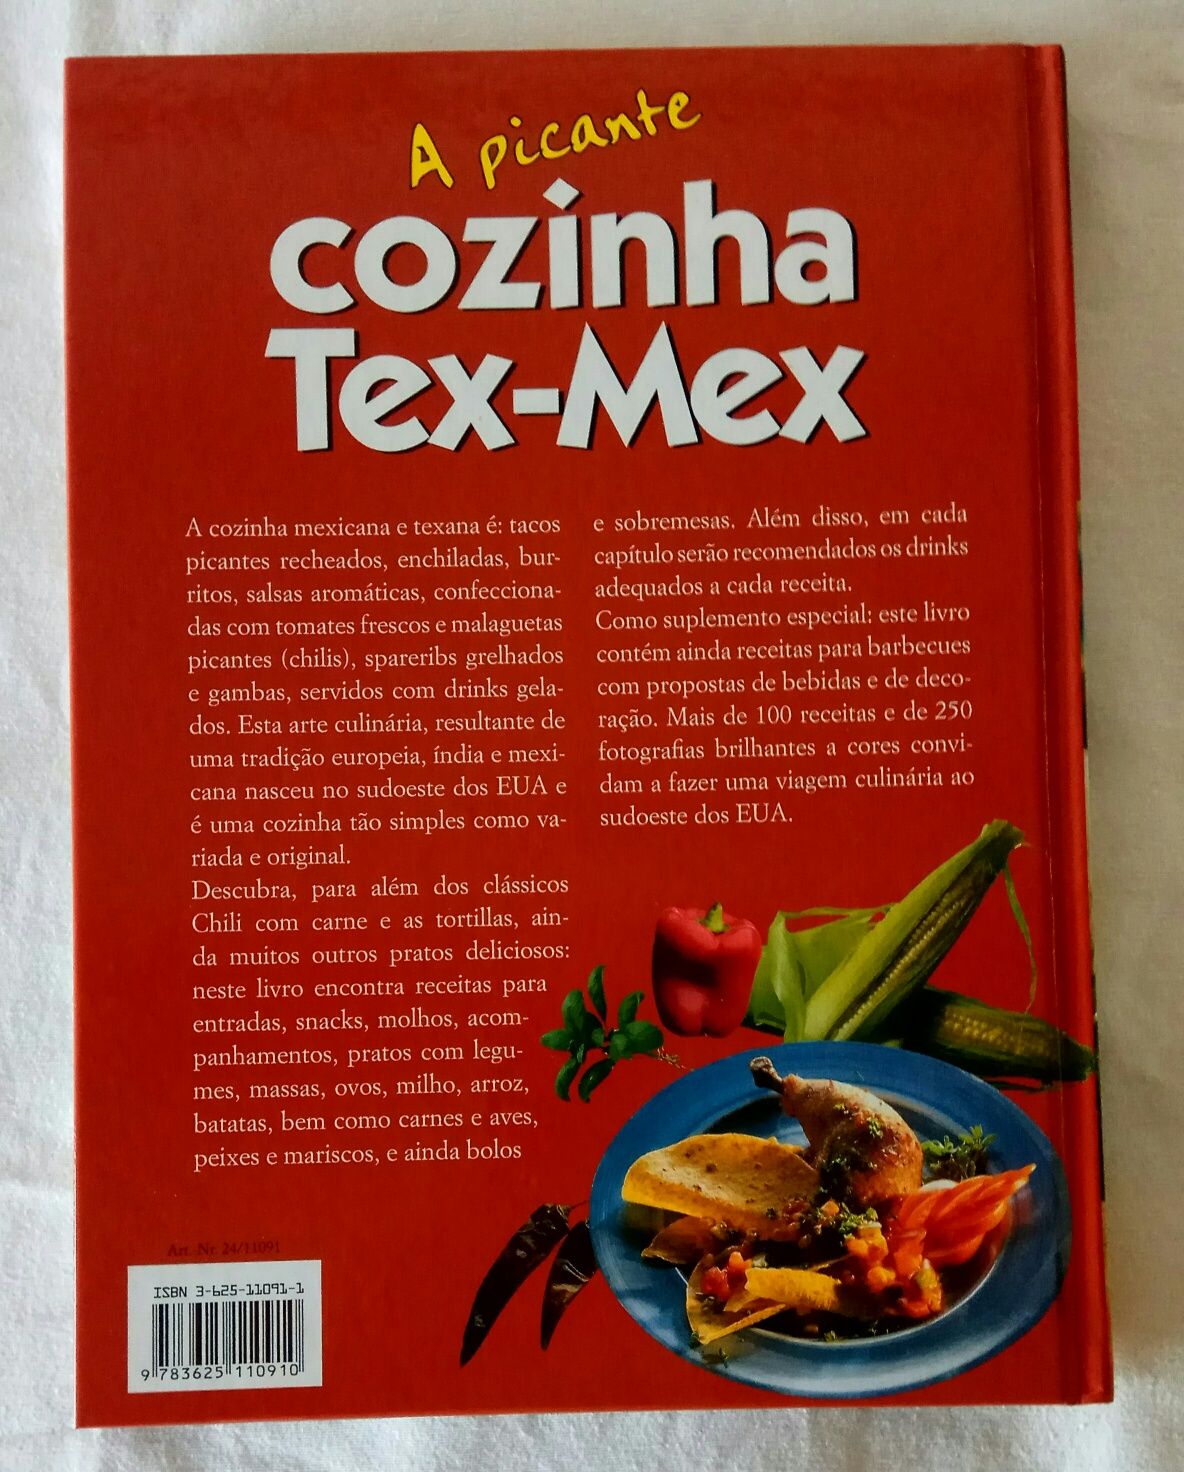 A picante
cozinha
Tex-Mex
A cozinha mexicana e texana é: tacos
picantes recheados, enchiladas, bur-
ritos, salsas aromáticas, confecciona-
das com tomates frescos e malaguetas
picantes (chilis), spareribs grelhados
e gambas, servidos com drinks gela-
dos. Esta arte culinária, resultante de
uma tradição europeia, índia e mexi-
cana nasceu no sudoeste dos EUA e
é uma cozinha tão simples como va-
riada e original.
Descubra, para além dos clássicos
Chili com carne e as tortillas, ain-
da muitos outros pratos deliciosos:
neste livro encontra receitas para
entradas, snacks, molhos, acom-
panhamentos, pratos com legu-
mes, massas, ovos, milho, arroz,
batatas, bem como carnes e aves,
peixes e mariscos, e ainda bolos
e sobremesas. Além disso, em cada
capítulo serão recomendados os drinks
adequados a cada receita.
Como suplemento especial: este livro
contém ainda receitas para barbecues
com propostas de bebidas e de deco-
ração. Mais de 100 receitas e de 250
fotografias brilhantes a cores convi-
dam a fazer uma viagem culinária ao
sudoeste dos EUA.
Art.-Nr. 24/11091
ISBN 3-625-11091-1
9 783625 110910